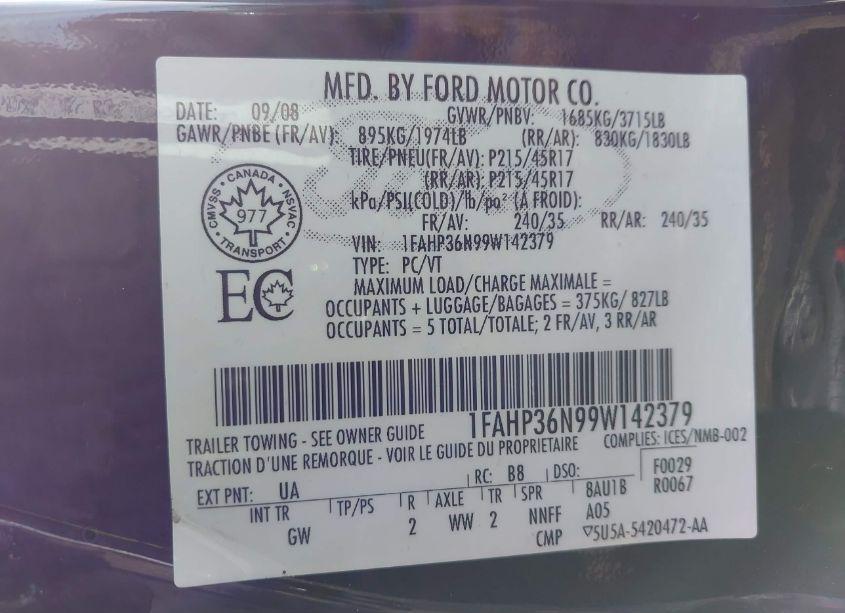 MFD. BY FORD MOTOR CO.
DATE: 09/08 GVWR/PNBV: 1685KG/3715LB
GAWR/PNBE (FR/AV): 895KG/1974LB (RR/AR): 830KG/1830LB
TIRE/PNEU(FR/AV): P215/45R17
(RR/AR): P215/45R17
kPa/PSI(COLD)/lb/po² (À FROID):
FR/AV: 240/35 RR/AR: 240/35
CMVSS • CANADA • NSVAC • TRANSPORT •
977
VIN: 1FAHP36N99W142379
TYPE: PC/VT
EC
MAXIMUM LOAD/CHARGE MAXIMALE =
OCCUPANTS + LUGGAGE/BAGAGES = 375KG/ 827LB
OCCUPANTS = 5 TOTAL/TOTALE; 2 FR/AV, 3 RR/AR
1FAHP36N99W142379
TRAILER TOWING - SEE OWNER GUIDE COMPLIES: ICES/NMB-002
TRACTION D'UNE REMORQUE - VOIR LE GUIDE DU PROPRIETAIRE
EXT PNT: UA RC: B8 DSO: F0029
INT TR TP/PS R AXLE TR SPR 8AU1B R0067
GW 2 WW 2 NNFF A05
CMP ▽5U5A-5420472-AA